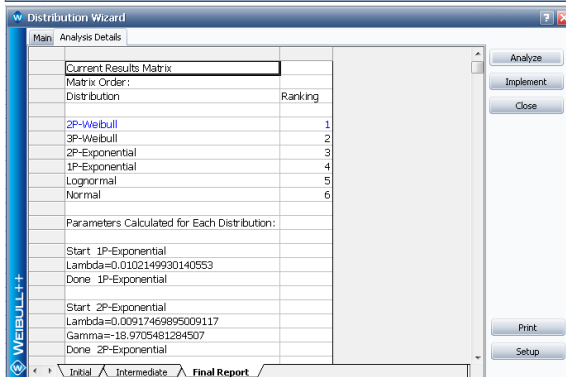 Distribution Wizard
Main Analysis Details
Current Results Matrix
Matrix Order:
Distribution Ranking
2P-Weibull 1
3P-Weibull 2
2P-Exponential 3
1P-Exponential 4
Lognormal 5
Normal 6
Parameters Calculated for Each Distribution:
Start 1P-Exponential
Lambda=0.0102149930140553
Done 1P-Exponential
Start 2P-Exponential
Lambda=0.00917469895009117
Gamma=-18.9705481284507
Done 2P-Exponential
Initial Intermediate Final Report
Analyze
Implement
Close
Print
Setup
WEIBULL++